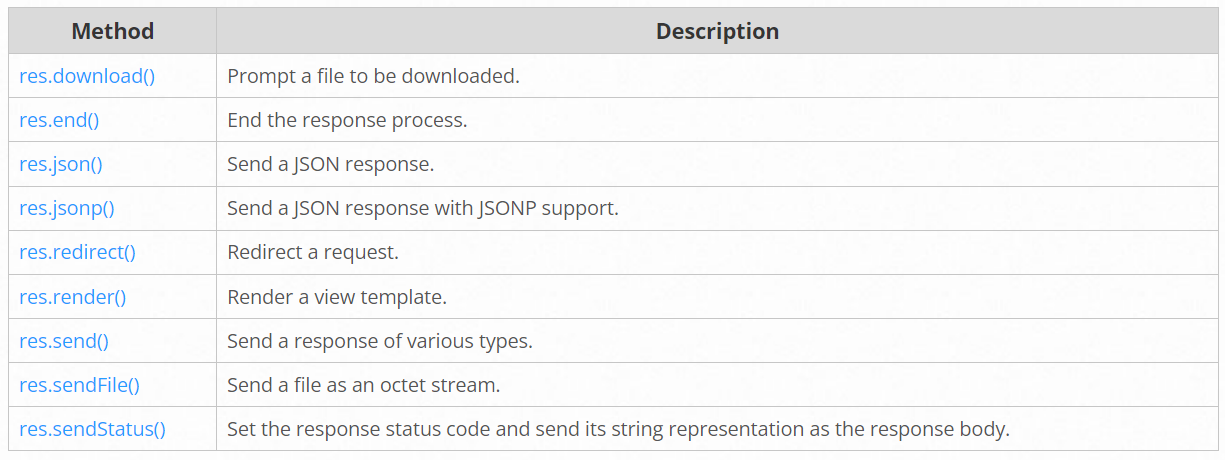 Method Description
res.download() Prompt a file to be downloaded.
res.end() End the response process.
res.json() Send a JSON response.
res.jsonp() Send a JSON response with JSONP support.
res.redirect() Redirect a request.
res.render() Render a view template.
res.send() Send a response of various types.
res.sendFile() Send a file as an octet stream.
res.sendStatus() Set the response status code and send its string representation as the response body.